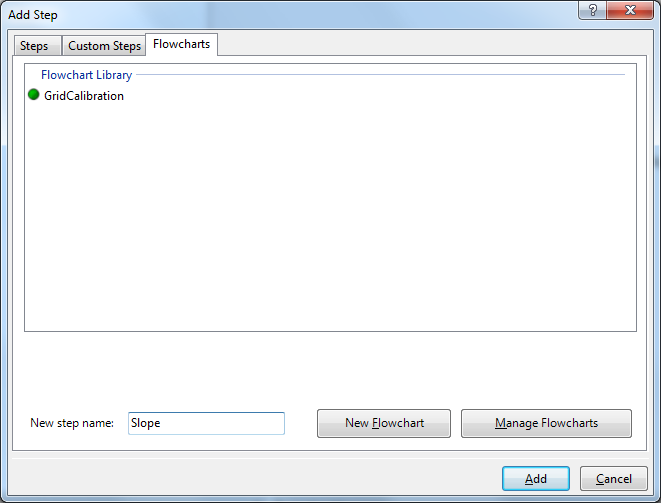 Add Step
?
Steps Custom Steps Flowcharts
Flowchart Library
GridCalibration
New step name: Slope New Flowchart Manage Flowcharts
Add Cancel